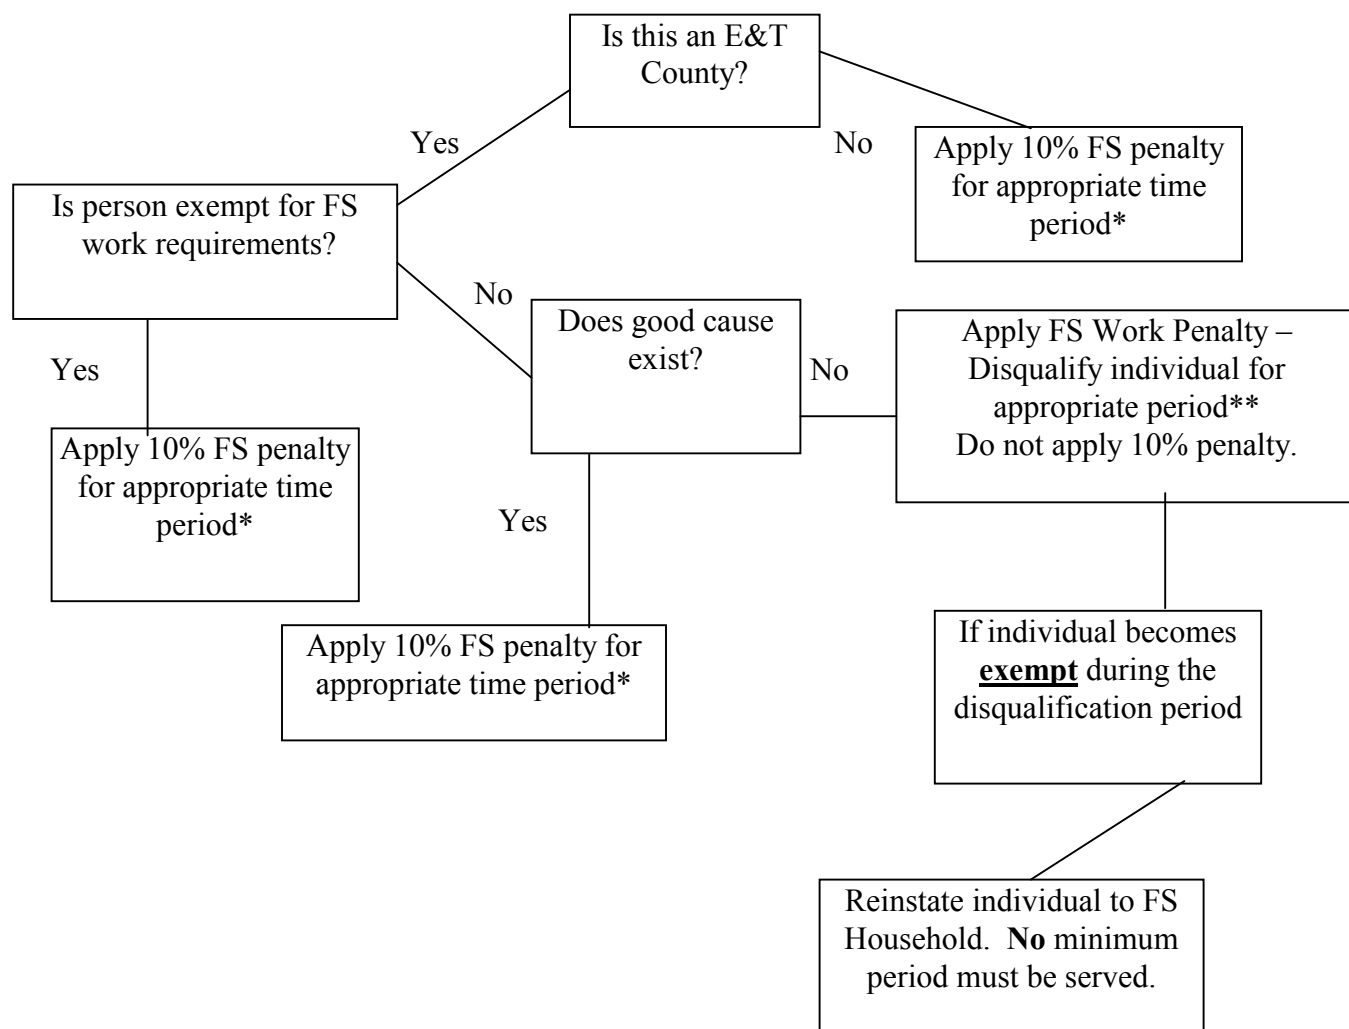 Is this an E&T
County?
Yes
No
Apply 10% FS penalty
for appropriate time
period*
Is person exempt for FS
work requirements?
No
Does good cause
exist?
No
Apply FS Work Penalty –
Disqualify individual for
appropriate period**
Do not apply 10% penalty.
Yes
Apply 10% FS penalty
for appropriate time
period*
Yes
Apply 10% FS penalty for
appropriate time period*
If individual becomes
exempt during the
disqualification period
Reinstate individual to FS
Household.  No minimum
period must be served.